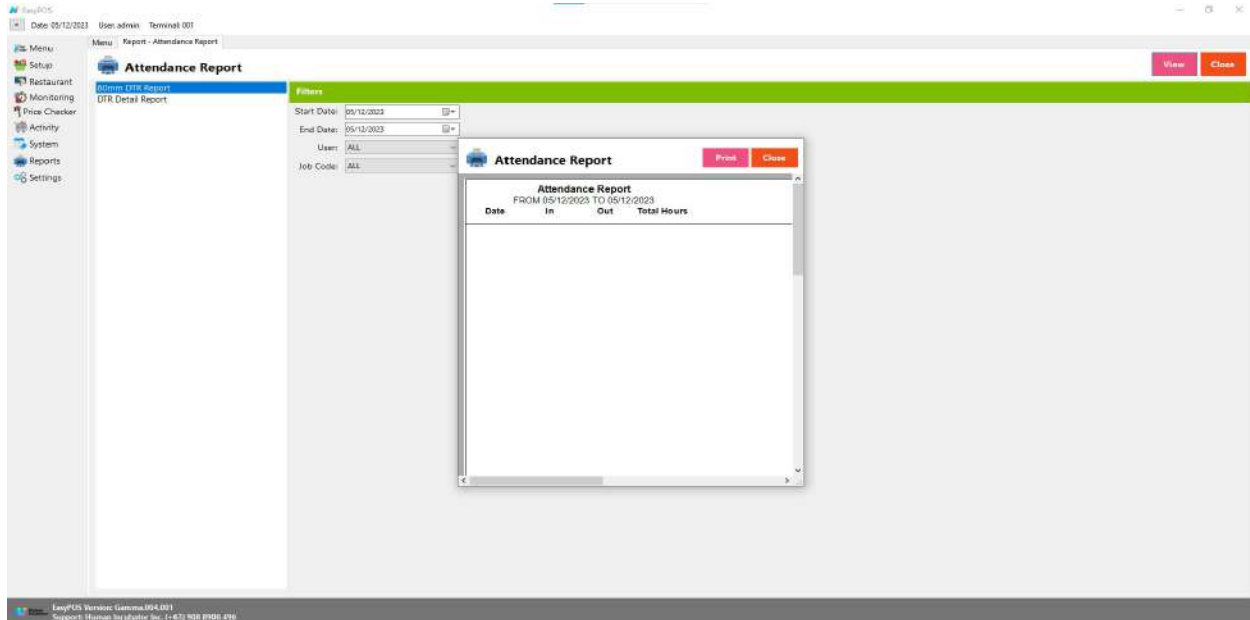 EasyPOS
Date: 05/12/2023 User: admin Terminal: 001
Menu
Setup
Restaurant
Monitoring
Price Checker
Activity
System
Reports
Settings
Menu Report - Attendance Report
Attendance Report
View Close
80mm DTR Report
DTR Detail Report
Filters
Start Date: 05/12/2023
End Date: 05/12/2023
User: ALL
Job Code: ALL
Attendance Report
Print Close
Attendance Report
FROM 05/12/2023 TO 05/12/2023
Date In Out Total Hours
EasyPOS Version: Gamma.004.001
Support: Human Incubator Inc. (+63) 908 8906 496